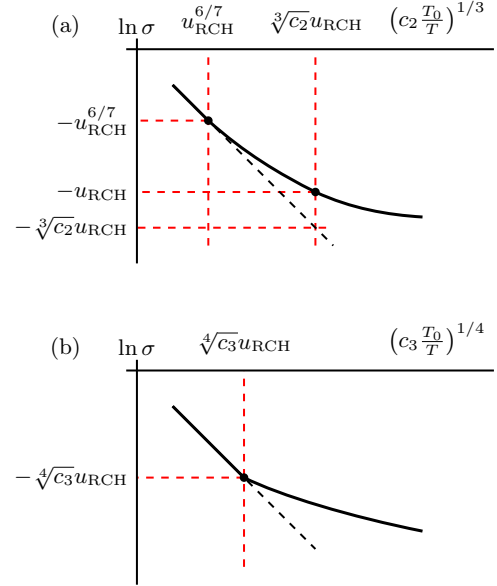 (a) ln σ u_RCH^{6/7} ∛c₂ u_RCH (c₂ T₀/T)^{1/3}
−u_RCH^{6/7}
−u_RCH
−∛c₂ u_RCH
(b) ln σ ∜c₃ u_RCH (c₃ T₀/T)^{1/4}
−∜c₃ u_RCH